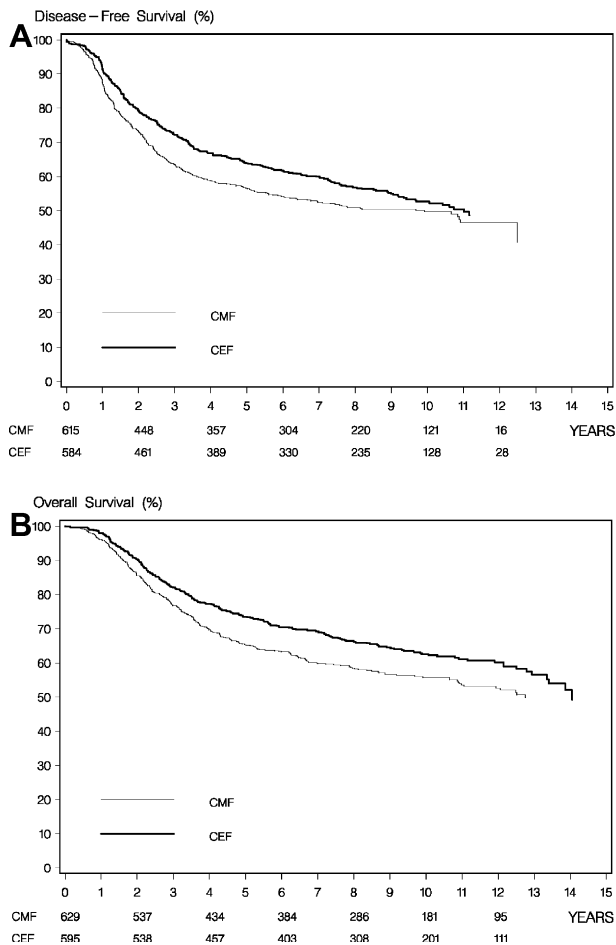 Disease-Free Survival (%)
A
100
90
80
70
60
50
40
30
20
10
0
CMF
CEF
0 1 2 3 4 5 6 7 8 9 10 11 12 13 14 15
CMF 615 448 357 304 220 121 16 YEARS
CEF 584 461 389 330 235 128 28
Overall Survival (%)
B
100
90
80
70
60
50
40
30
20
10
0
CMF
CEF
0 1 2 3 4 5 6 7 8 9 10 11 12 13 14 15
CMF 629 537 434 384 286 181 95 YEARS
CEF 595 538 457 403 308 201 111